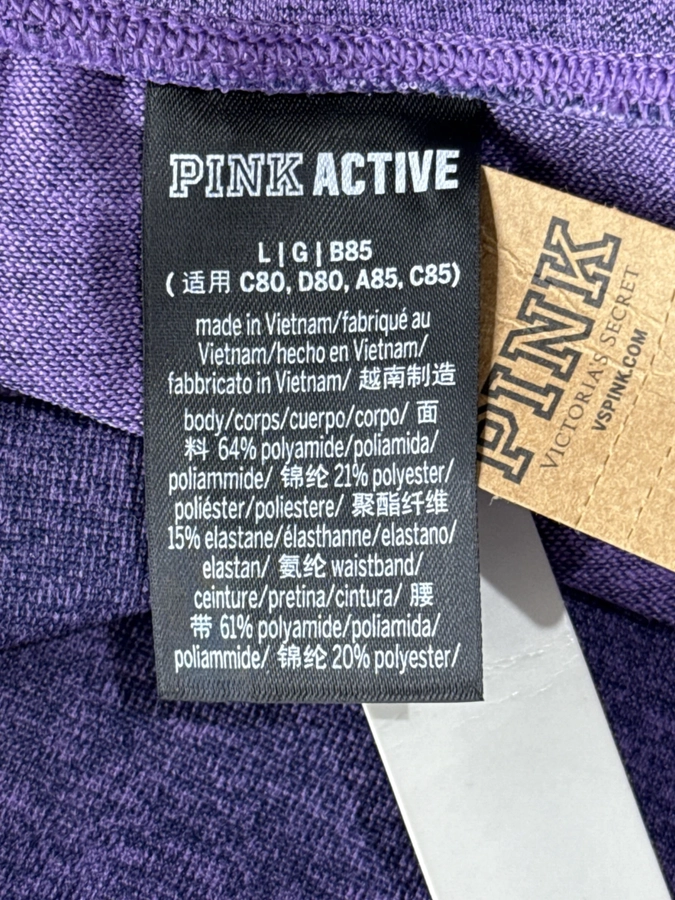 PINK ACTIVE
L | G | B85
( 适用 C80, D80, A85, C85)
made in Vietnam/fabriqué au
Vietnam/hecho en Vietnam/
fabbricato in Vietnam/ 越南制造
body/corps/cuerpo/corpo/ 面
料 64% polyamide/poliamida/
poliammide/ 锦纶 21% polyester/
poliéster/poliestere/ 聚酯纤维
15% elastane/élasthanne/elastano/
elastan/ 氨纶 waistband/
ceinture/pretina/cintura/ 腰
带 61% polyamide/poliamida/
poliammide/ 锦纶 20% polyester/
PINK
VICTORIA'S SECRET
VSPINK.COM